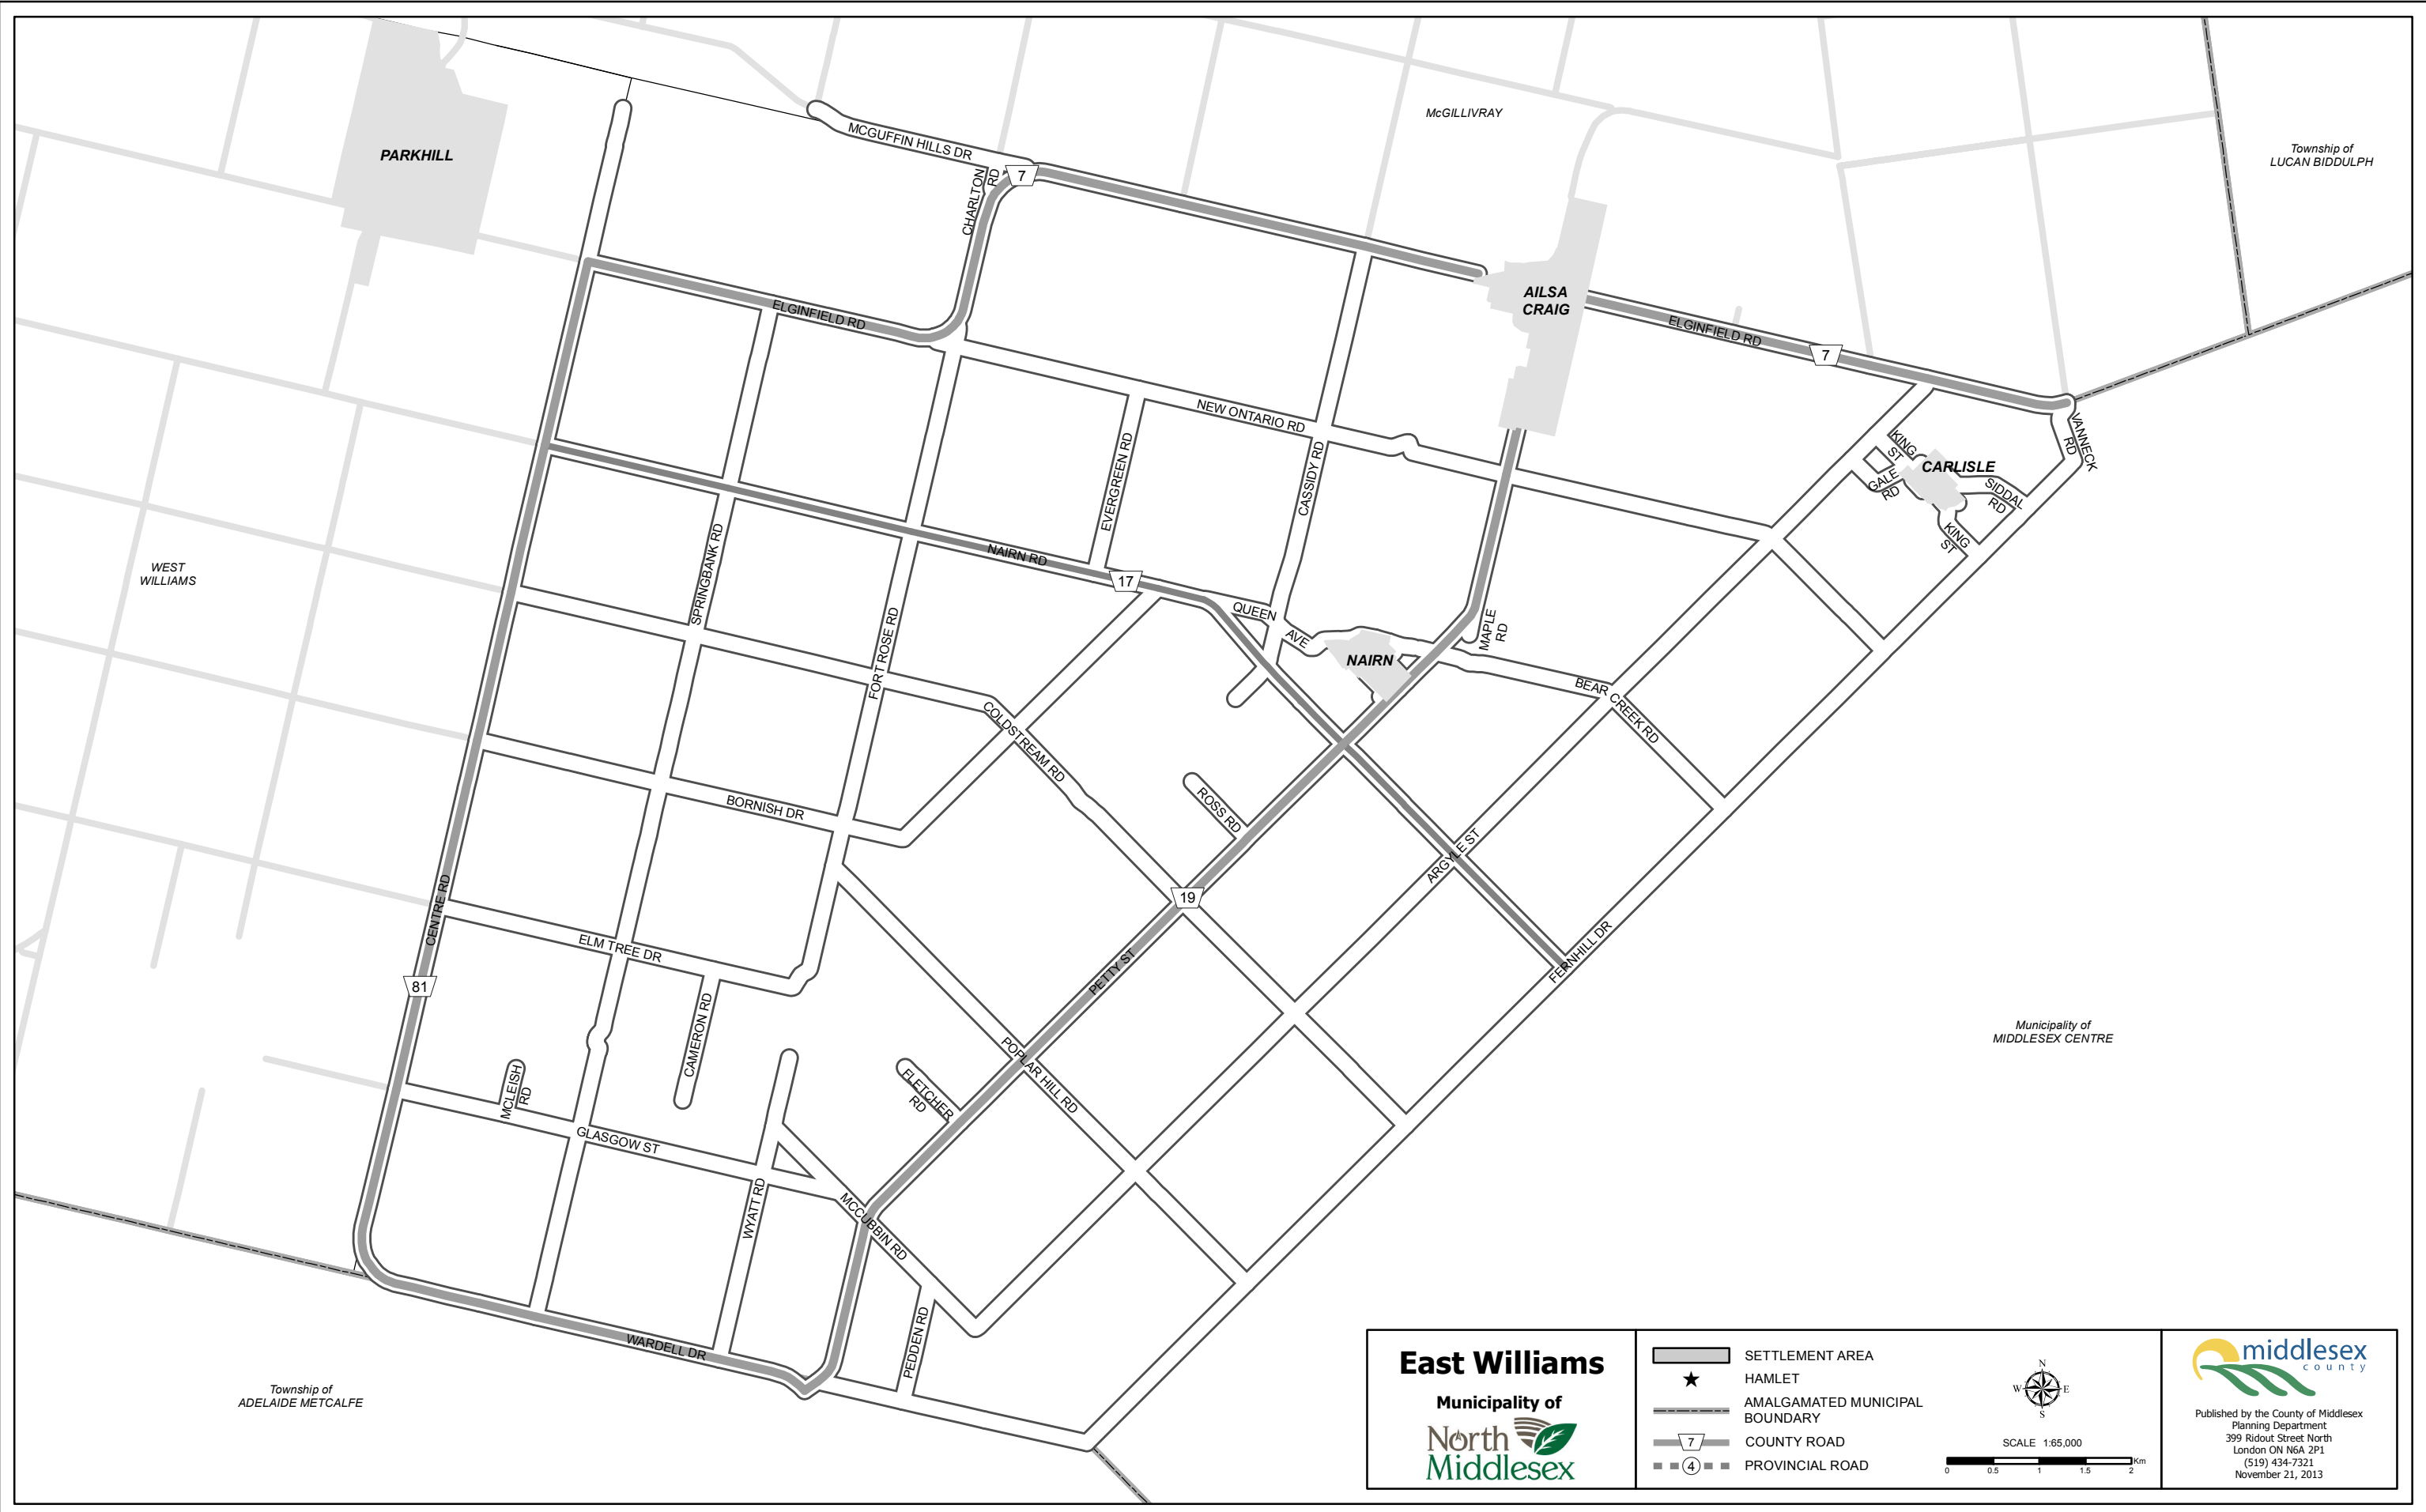 McGILLIVRAY
PARKHILL
MCGUFFIN HILLS DR
Township of
LUCAN BIDDULPH
7
CHARLTON
RD
AILSA
CRAIG
ELGINFIELD RD
ELGINFIELD RD
7
NEW ONTARIO RD
VANNECK
RD
KING
ST
CARLISLE
GALE
RD
SIDDAL
RD
KING
ST
EVERGREEN RD
CASSIDY RD
SPRINGBANK RD
NAIRN RD
17
WEST
WILLIAMS
QUEEN
AVE
MAPLE
RD
NAIRN
FORT ROSE RD
BEAR CREEK RD
COLDSTREAM RD
ROSS RD
BORNISH DR
ARGYLE ST
19
CENTRE RD
ELM TREE DR
PETTY ST
FERNHILL DR
81
CAMERON RD
Municipality of
MIDDLESEX CENTRE
MCLEISH
RD
FLETCHER
RD
POPLAR HILL RD
GLASGOW ST
WYATT RD
MCCUBBIN RD
WARDELL DR
PEDDEN RD
Township of
ADELAIDE METCALFE
East Williams
Municipality of
North
Middlesex
SETTLEMENT AREA
HAMLET
AMALGAMATED MUNICIPAL
BOUNDARY
7
COUNTY ROAD
4
PROVINCIAL ROAD
N
W E
S
SCALE 1:65,000
Km
0 0.5 1 1.5 2
middlesex
county
Published by the County of Middlesex
Planning Department
399 Ridout Street North
London ON N6A 2P1
(519) 434-7321
November 21, 2013